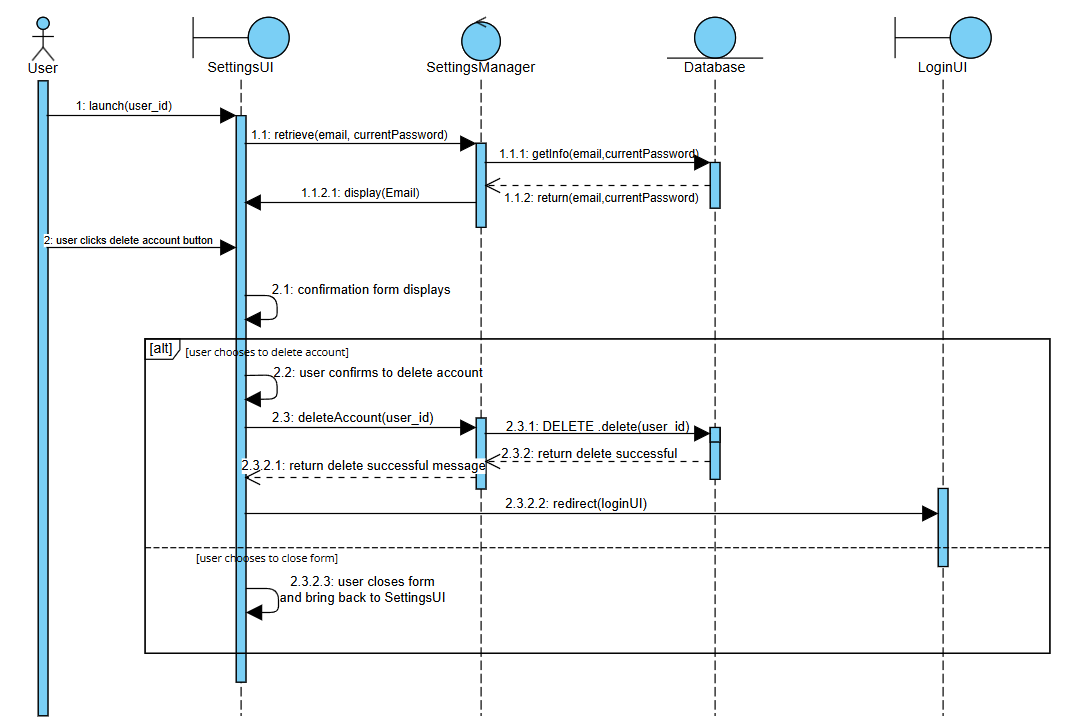 User
SettingsUI
SettingsManager
Database
LoginUI
1: launch(user_id)
1.1: retrieve(email, currentPassword)
1.1.1: getInfo(email,currentPassword)
1.1.2.1: display(Email)
1.1.2: return(email,currentPassword)
2: user clicks delete account button
2.1: confirmation form displays
[alt]
[user chooses to delete account]
2.2: user confirms to delete account
2.3: deleteAccount(user_id)
2.3.1: DELETE .delete(user_id)
2.3.2: return delete successful
2.3.2.1: return delete successful message
2.3.2.2: redirect(loginUI)
[user chooses to close form]
2.3.2.3: user closes form
and bring back to SettingsUI